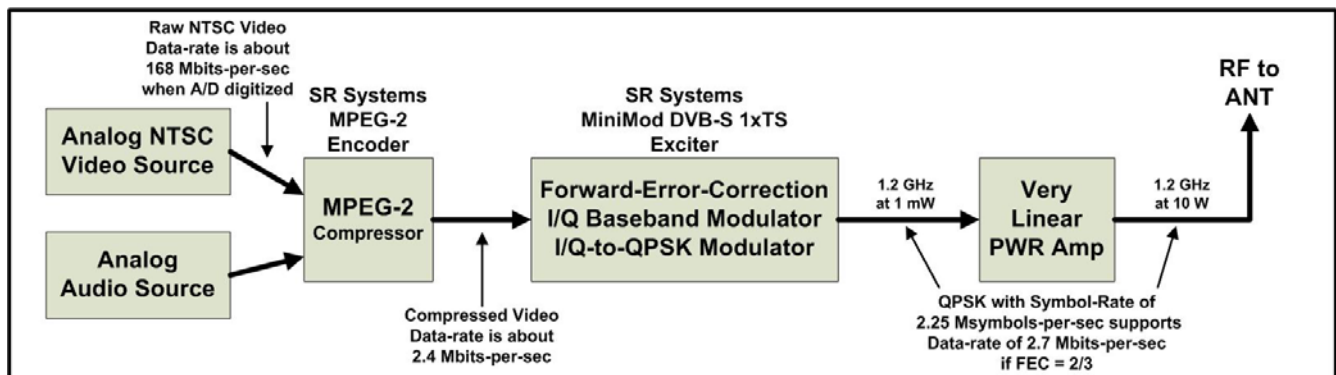 Raw NTSC Video
Data-rate is about
168 Mbits-per-sec
when A/D digitized
Analog NTSC
Video Source
Analog
Audio Source
SR Systems
MPEG-2
Encoder
MPEG-2
Compressor
Compressed Video
Data-rate is about
2.4 Mbits-per-sec
SR Systems
MiniMod DVB-S 1xTS
Exciter
Forward-Error-Correction
I/Q Baseband Modulator
I/Q-to-QPSK Modulator
1.2 GHz
at 1 mW
Very
Linear
PWR Amp
1.2 GHz
at 10 W
QPSK with Symbol-Rate of
2.25 Msymbols-per-sec supports
Data-rate of 2.7 Mbits-per-sec
if FEC = 2/3
RF to
ANT